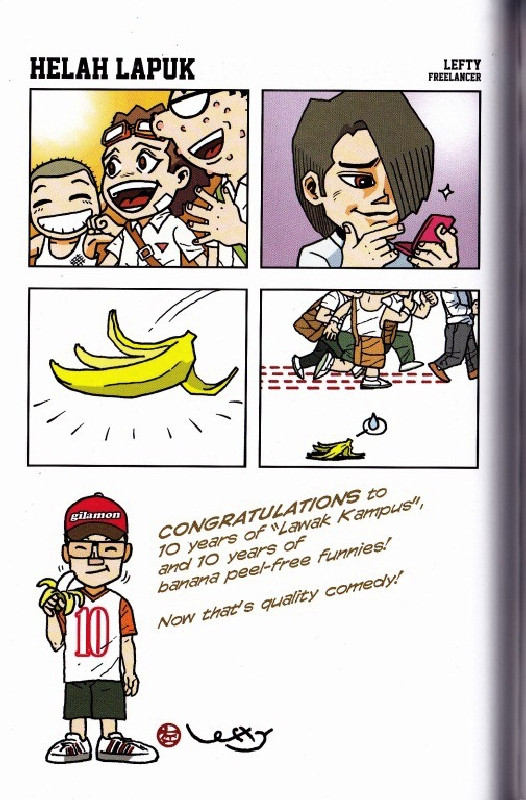 HELAH LAPUK
LEFTY
FREELANCER
CONGRATULATIONS to
10 years of "Lawak Kampus",
and 10 years of
banana peel-free funnies!
Now that's quality comedy!
gilamon
10
Lefty